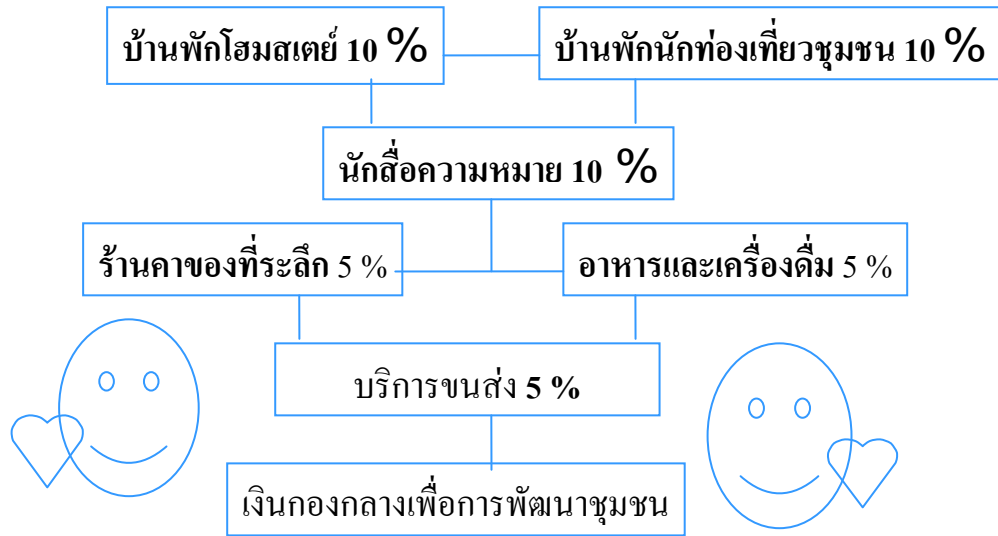 บ้านพักโฮมสเตย์ 10 %
บ้านพักนักท่องเที่ยวชุมชน 10 %
นักสื่อความหมาย 10 %
ร้านคาของที่ระลึก 5 %
อาหารและเครื่องดื่ม 5 %
บริการขนส่ง 5 %
เงินกองกลางเพื่อการพัฒนาชุมชน